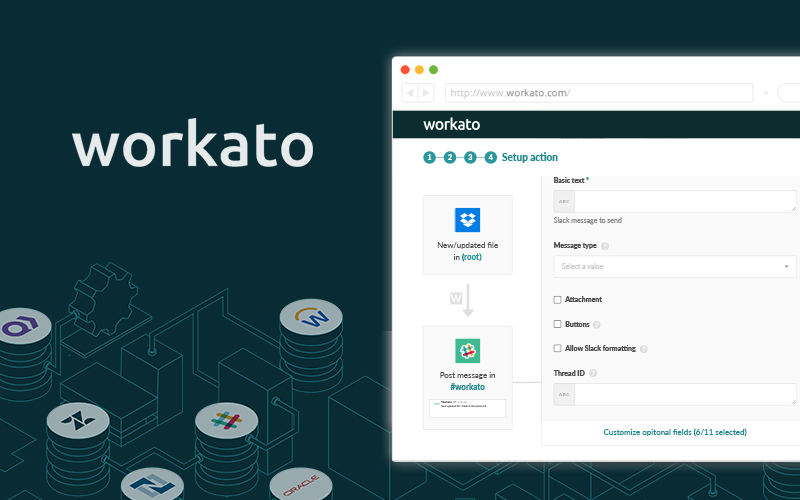 workato
http://www.workato.com/
workato
1 2 3 4 Setup action
New/updated file
in (root)
W
Post message in
#workato
Basic text *
ABC
Slack message to send
Message type ?
Select a value
Attachment
Buttons ?
Allow Slack formatting ?
Thread ID ?
ABC
Customize opitonal fields (6/11 selected)
W
N
ORACLE